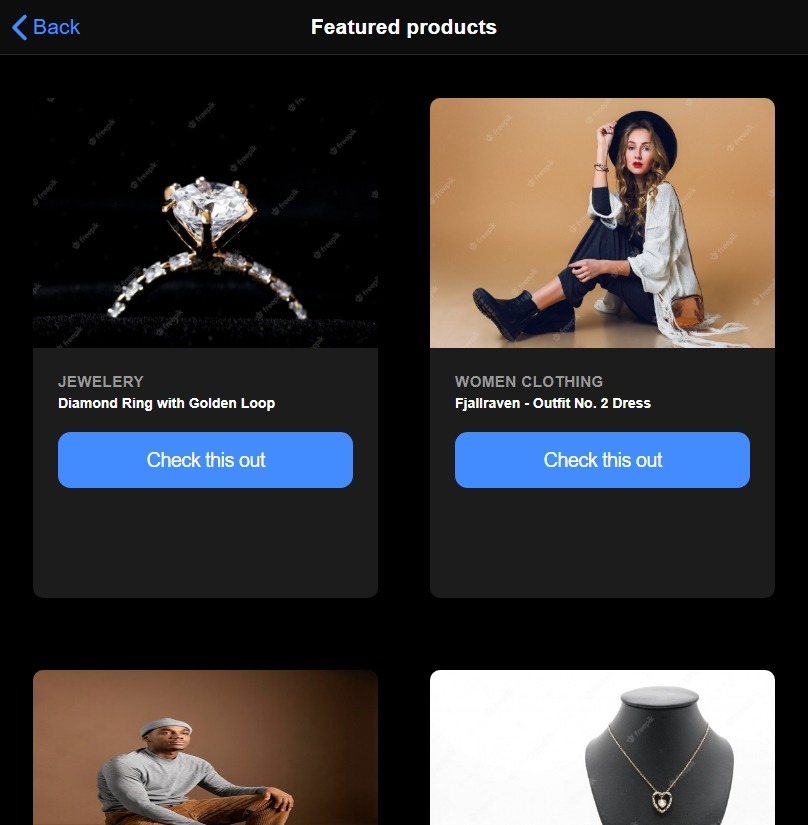 Back
Featured products
JEWELERY
Diamond Ring with Golden Loop
Check this out
WOMEN CLOTHING
Fjallraven - Outfit No. 2 Dress
Check this out